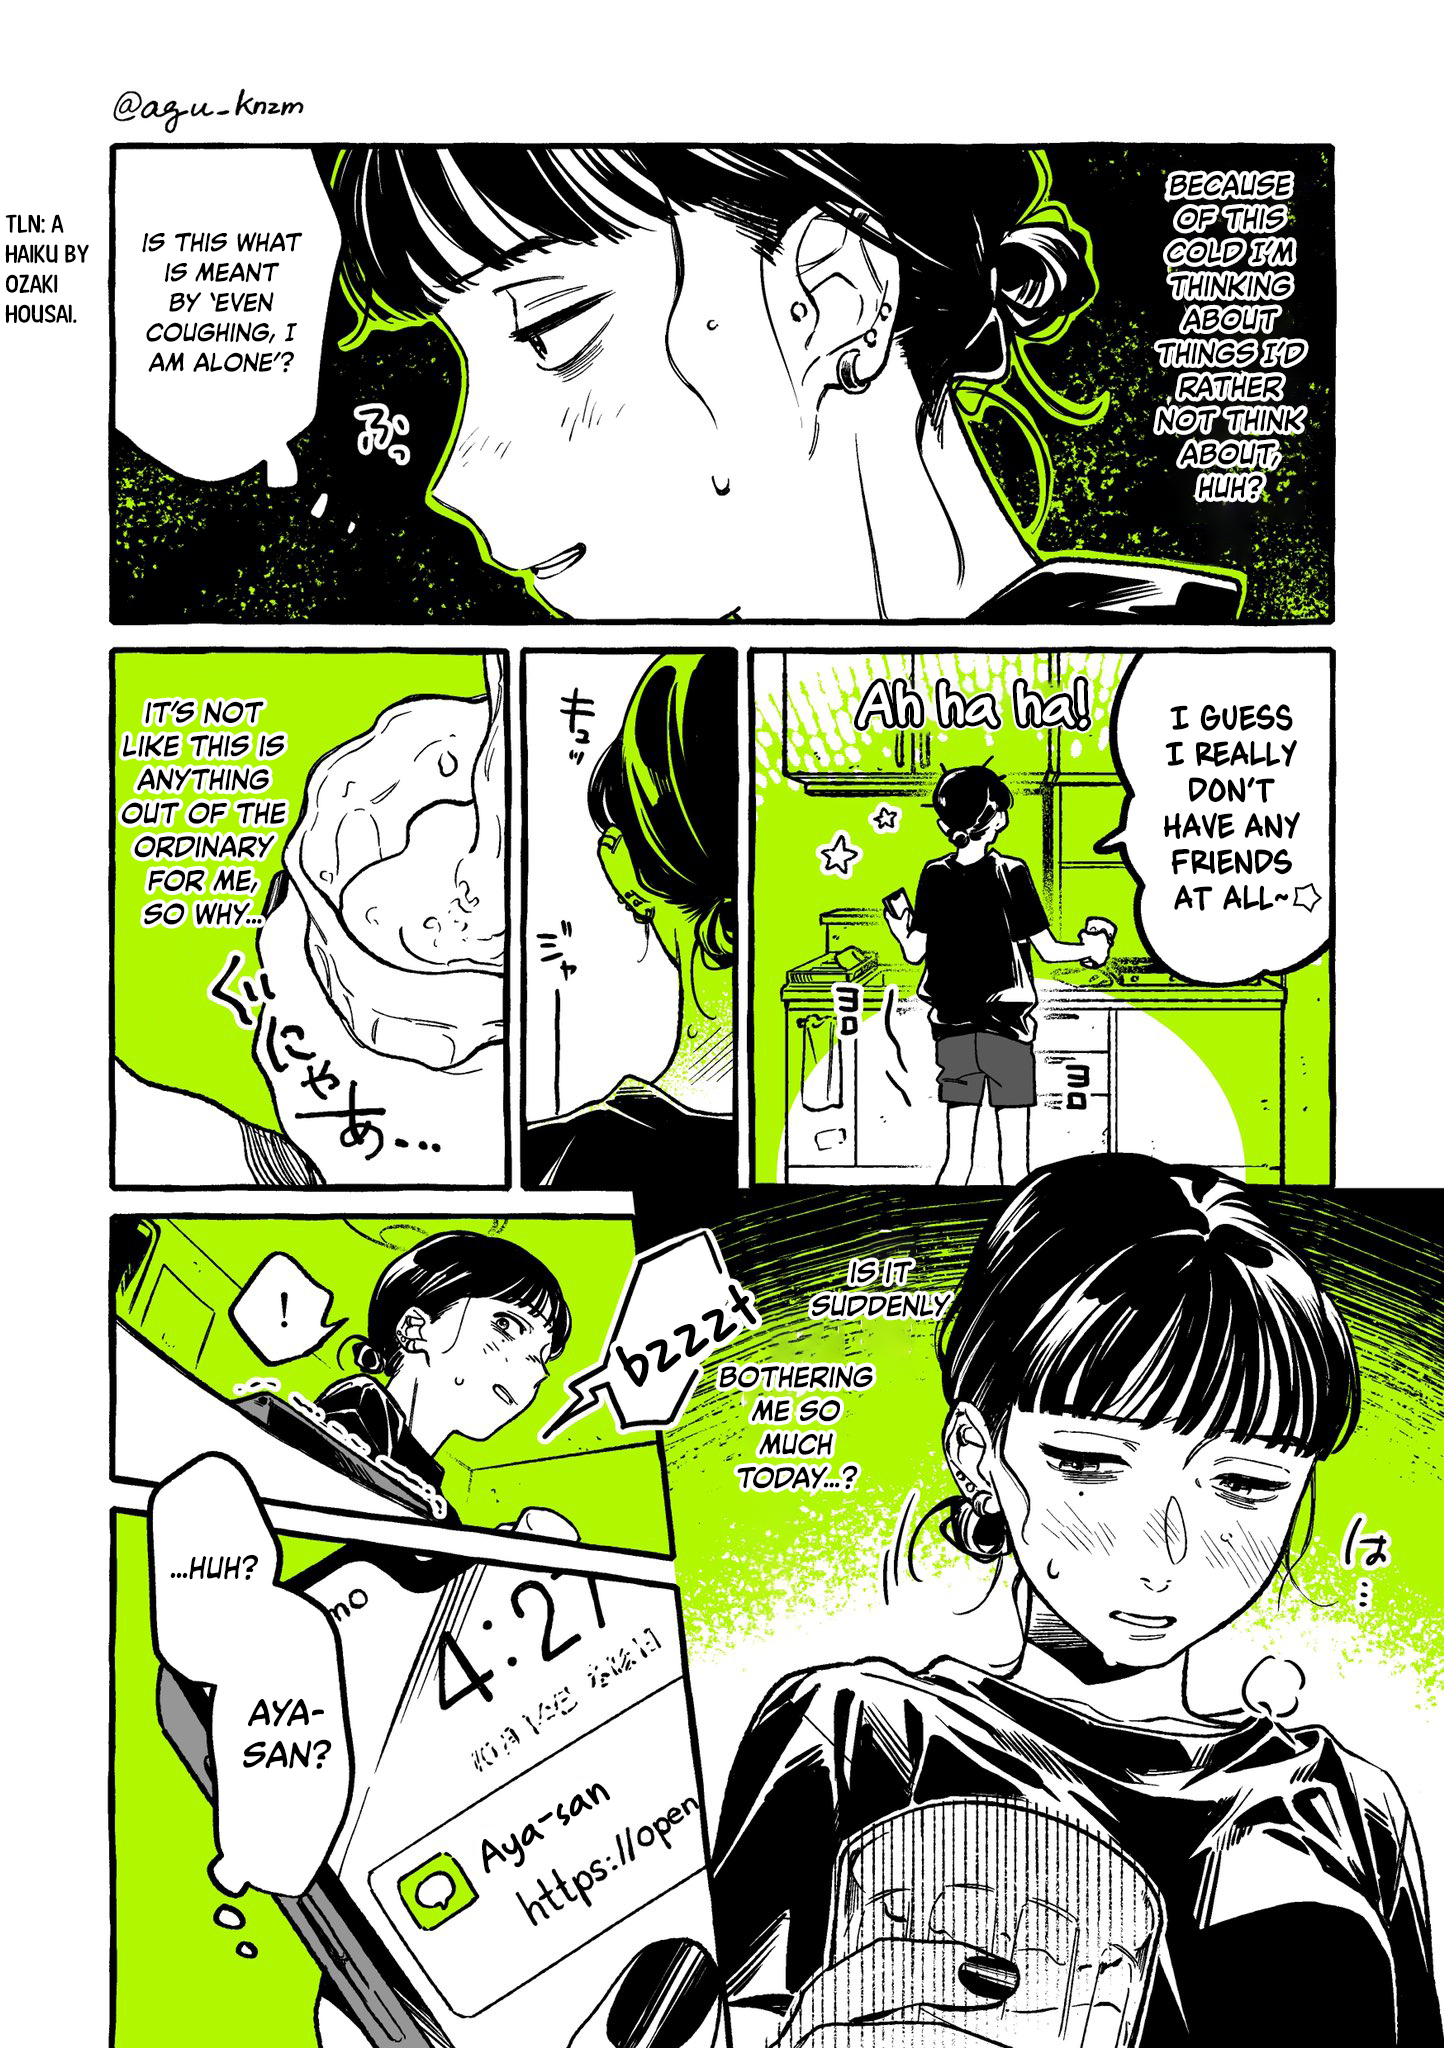 @agu_knzm
BECAUSE
OF THIS
COLD I'M
THINKING
ABOUT
THINGS I'D
RATHER
NOT THINK
ABOUT,
HUH?
IS THIS WHAT
IS MEANT
BY 'EVEN
COUGHING, I
AM ALONE'?
TLN: A
HAIKU BY
OZAKI
HOUSAI.
ふっ
I GUESS
I REALLY
DON'T
HAVE ANY
FRIENDS
AT ALL~☆
Ah ha ha!
ヨロ
ヨロ
キュッ
ジャー
IT'S NOT
LIKE THIS IS
ANYTHING
OUT OF THE
ORDINARY
FOR ME,
SO WHY...
ぐにゃあ...
IS IT
SUDDENLY
BOTHERING
ME SO
MUCH
TODAY...?
は...
bzzzt
!
...HUH?
AYA-
SAN?
mo
4:27
Aya-san
https://open